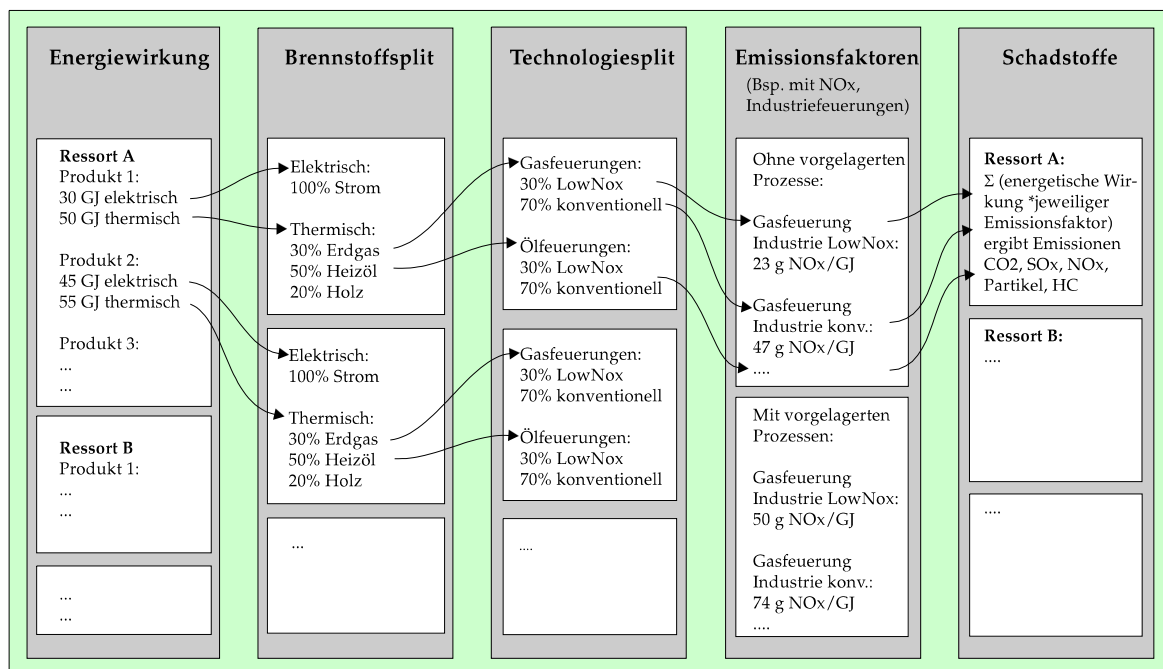 Energiewirkung
Ressort A
Produkt 1:
30 GJ elektrisch
50 GJ thermisch
Produkt 2:
45 GJ elektrisch
55 GJ thermisch
Produkt 3:
...
...
Ressort B
Produkt 1:
...
...
...
...
Brennstoffsplit
Elektrisch:
100% Strom
Thermisch:
30% Erdgas
50% Heizöl
20% Holz
Elektrisch:
100% Strom
Thermisch:
30% Erdgas
50% Heizöl
20% Holz
...
Technologiesplit
Gasfeuerungen:
30% LowNox
70% konventionell
Ölfeuerungen:
30% LowNox
70% konventionell
Gasfeuerungen:
30% LowNox
70% konventionell
Ölfeuerungen:
30% LowNox
70% konventionell
....
Emissionsfaktoren
(Bsp. mit NOx,
Industriefeuerungen)
Ohne vorgelagerten
Prozesse:
Gasfeuerung
Industrie LowNox:
23 g NOx/GJ
Gasfeuerung
Industrie konv.:
47 g NOx/GJ
....
Mit vorgelagerten
Prozessen:
Gasfeuerung
Industrie LowNox:
50 g NOx/GJ
Gasfeuerung
Industrie konv.:
74 g NOx/GJ
....
Schadstoffe
Ressort A:
Σ (energetische Wir-
kung *jeweiliger
Emissionsfaktor)
ergibt Emissionen
CO2, SOx, NOx,
Partikel, HC
Ressort B:
....
....